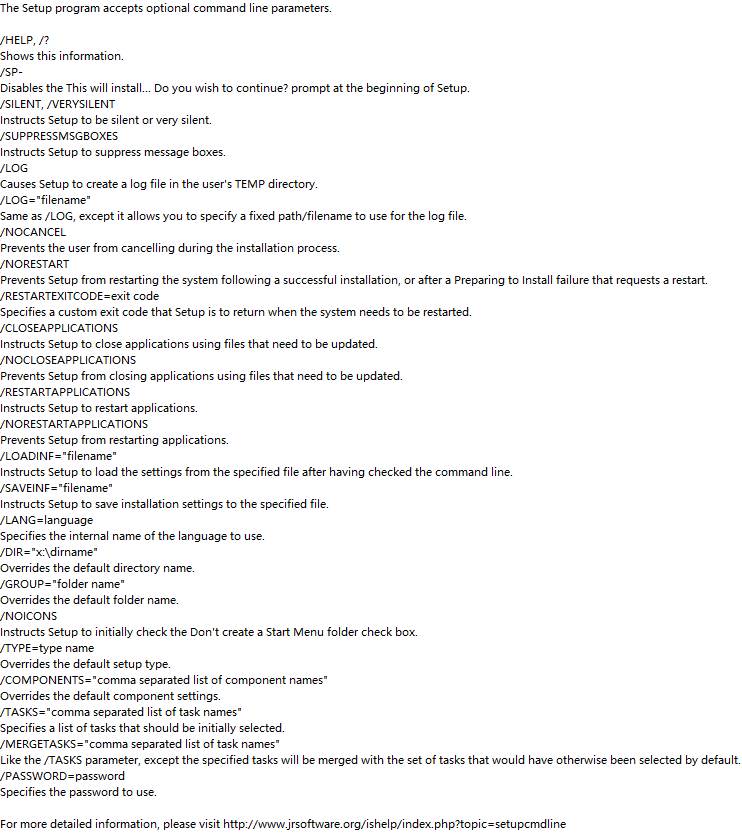 The Setup program accepts optional command line parameters.
/HELP, /?
Shows this information.
/SP-
Disables the This will install... Do you wish to continue? prompt at the beginning of Setup.
/SILENT, /VERYSILENT
Instructs Setup to be silent or very silent.
/SUPPRESSMSGBOXES
Instructs Setup to suppress message boxes.
/LOG
Causes Setup to create a log file in the user's TEMP directory.
/LOG="filename"
Same as /LOG, except it allows you to specify a fixed path/filename to use for the log file.
/NOCANCEL
Prevents the user from cancelling during the installation process.
/NORESTART
Prevents Setup from restarting the system following a successful installation, or after a Preparing to Install failure that requests a restart.
/RESTARTEXITCODE=exit code
Specifies a custom exit code that Setup is to return when the system needs to be restarted.
/CLOSEAPPLICATIONS
Instructs Setup to close applications using files that need to be updated.
/NOCLOSEAPPLICATIONS
Prevents Setup from closing applications using files that need to be updated.
/RESTARTAPPLICATIONS
Instructs Setup to restart applications.
/NORESTARTAPPLICATIONS
Prevents Setup from restarting applications.
/LOADINF="filename"
Instructs Setup to load the settings from the specified file after having checked the command line.
/SAVEINF="filename"
Instructs Setup to save installation settings to the specified file.
/LANG=language
Specifies the internal name of the language to use.
/DIR="x:\dirname"
Overrides the default directory name.
/GROUP="folder name"
Overrides the default folder name.
/NOICONS
Instructs Setup to initially check the Don't create a Start Menu folder check box.
/TYPE=type name
Overrides the default setup type.
/COMPONENTS="comma separated list of component names"
Overrides the default component settings.
/TASKS="comma separated list of task names"
Specifies a list of tasks that should be initially selected.
/MERGETASKS="comma separated list of task names"
Like the /TASKS parameter, except the specified tasks will be merged with the set of tasks that would have otherwise been selected by default.
/PASSWORD=password
Specifies the password to use.
For more detailed information, please visit http://www.jrsoftware.org/ishelp/index.php?topic=setupcmdline